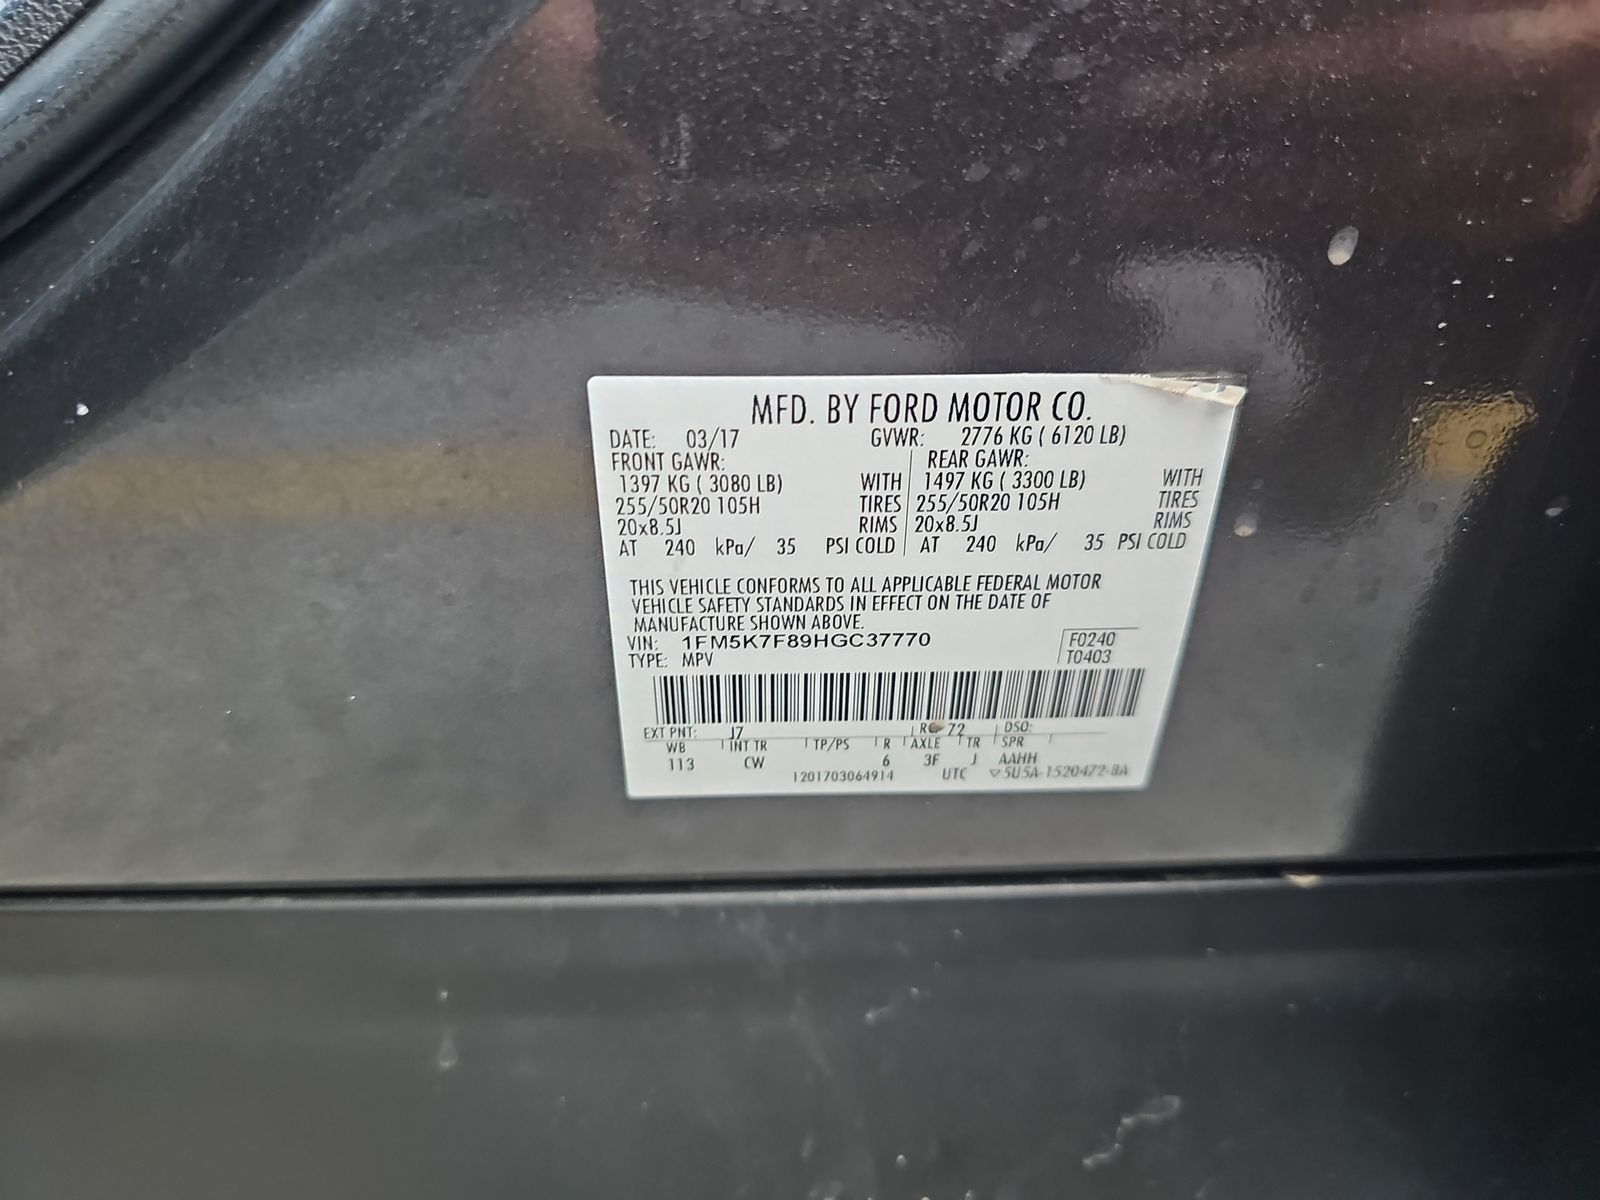 MFD. BY FORD MOTOR CO.
DATE: 03/17 GVWR: 2776 KG ( 6120 LB)
FRONT GAWR: REAR GAWR:
1397 KG ( 3080 LB) WITH 1497 KG ( 3300 LB) WITH
255/50R20 105H TIRES 255/50R20 105H TIRES
20x8.5J RIMS 20x8.5J RIMS
AT 240 kPa/ 35 PSI COLD AT 240 kPa/ 35 PSI COLD
THIS VEHICLE CONFORMS TO ALL APPLICABLE FEDERAL MOTOR
VEHICLE SAFETY STANDARDS IN EFFECT ON THE DATE OF
MANUFACTURE SHOWN ABOVE.
VIN: 1FM5K7F89HGC37770 F0240
TYPE: MPV T0403
EXT PNT: J7 72 DSO:
WB INT TR TP/PS R AXLE TR SPR
113 CW 6 3F J AAHH
1201703064914 UTC ▽5U5A-1520472-BA